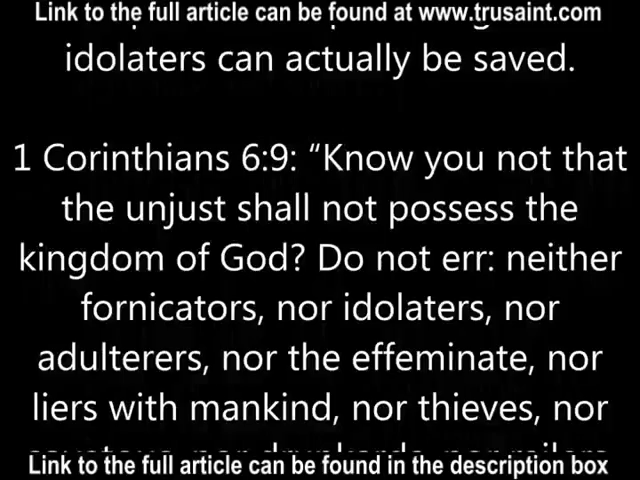 Link to the full article can be found at www.trusaint.com
idolaters can actually be saved.
1 Corinthians 6:9: “Know you not that
the unjust shall not possess the
kingdom of God? Do not err: neither
fornicators, nor idolaters, nor
adulterers, nor the effeminate, nor
liers with mankind, nor thieves, nor
Link to the full article can be found in the description box